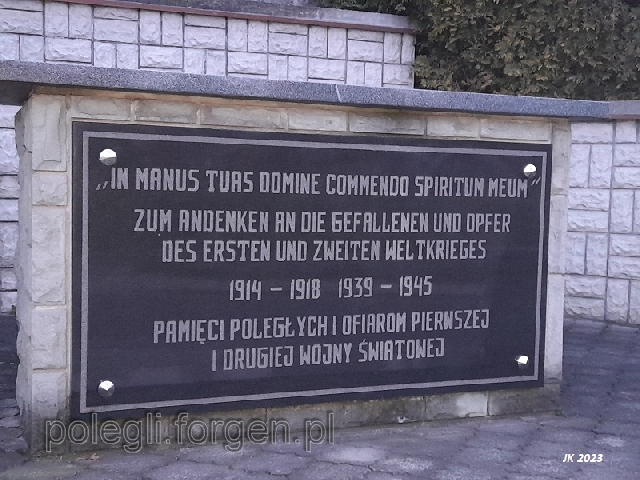 „IN MANUS TUAS DOMINE COMMENDO SPIRITUM MEUM“
ZUM ANDENKEN AN DIE GEFALLENEN UND OPFER
DES ERSTEN UND ZWEITEN WELTKRIEGES
1914 – 1918 1939 – 1945
PAMIĘCI POLEGŁYCH I OFIAROM PIERWSZEJ
I DRUGIEJ WOJNY ŚWIATOWEJ
polegli.forgen.pl
JK 2023